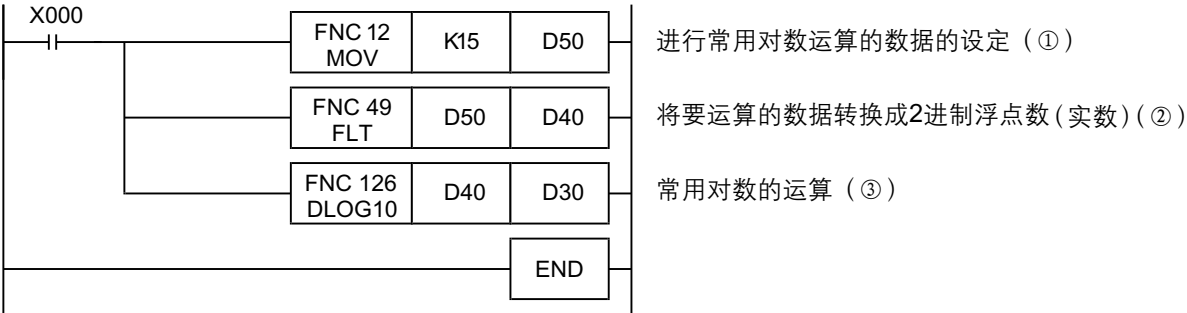 X000
FNC 12
MOV
K15
D50
进行常用对数运算的数据的设定（①）
FNC 49
FLT
D50
D40
将要运算的数据转换成2进制浮点数(实数)(②)
FNC 126
DLOG10
D40
D30
常用对数的运算（③）
END